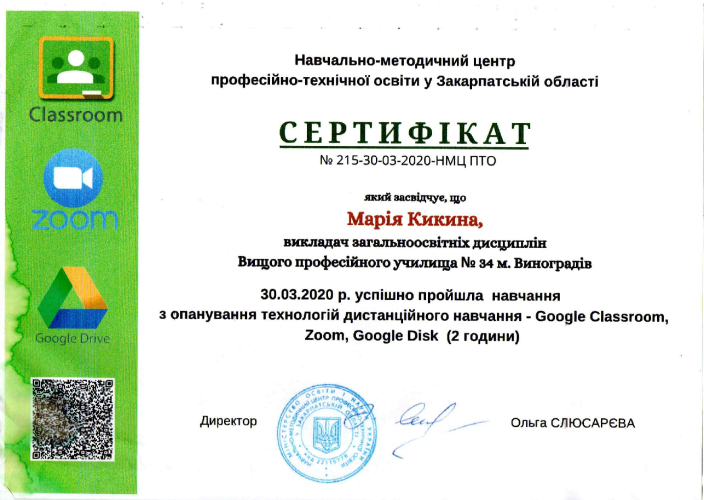 Classroom
zoom
Google Drive
Навчально-методичний центр
професійно-технічної освіти у Закарпатській області
СЕРТИФІКАТ
№ 215-30-03-2020-НМЦ ПТО
який засвідчує, що
Марія Кикина,
викладач загальноосвітніх дисциплін
Вищого професійного училища № 34 м. Виноградів
30.03.2020 р. успішно пройшла навчання
з опанування технологій дистанційного навчання - Google Classroom,
Zoom, Google Disk (2 години)
Директор
Ольга СЛЮСАРЄВА